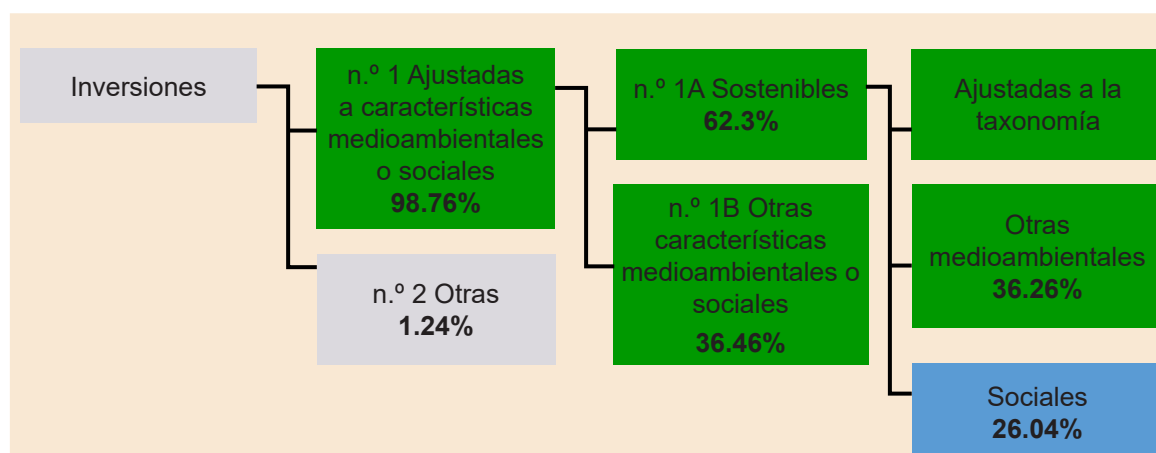 Inversiones
n.º 1 Ajustadas
a características
medioambientales
o sociales
98.76%
n.º 2 Otras
1.24%
n.º 1A Sostenibles
62.3%
n.º 1B Otras
características
medioambientales o
sociales
36.46%
Ajustadas a la
taxonomía
Otras
medioambientales
36.26%
Sociales
26.04%